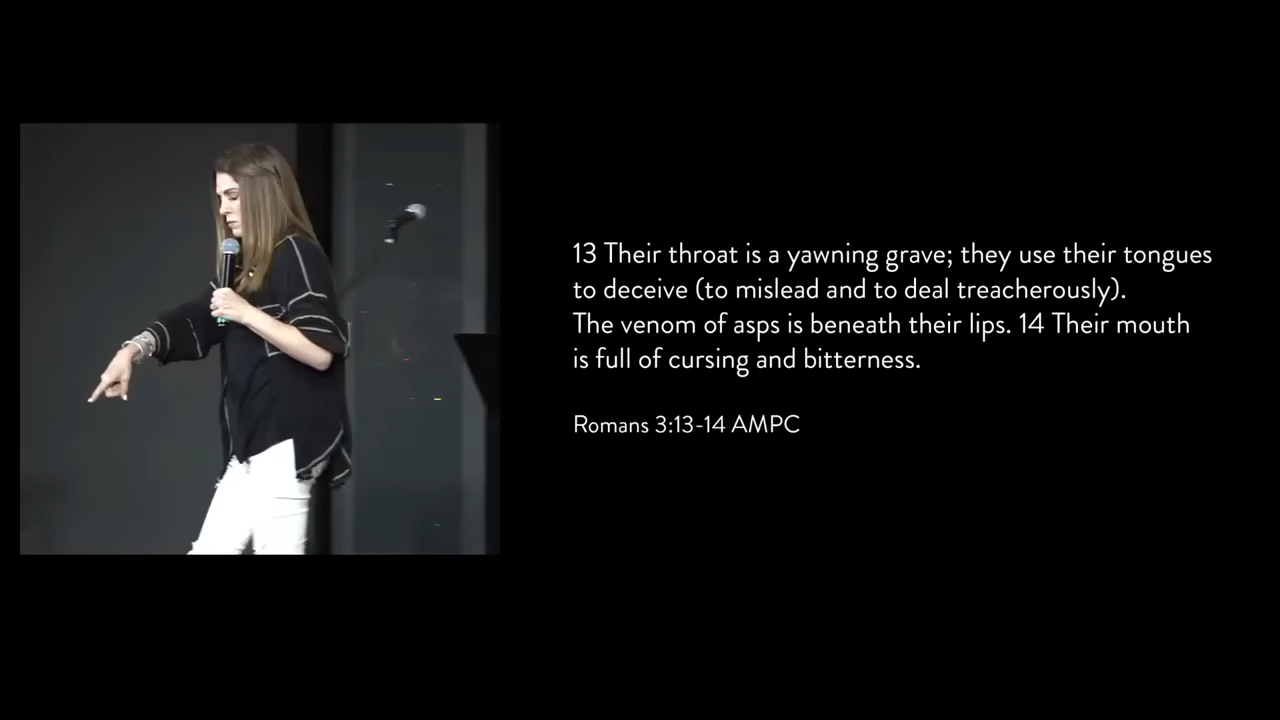 13 Their throat is a yawning grave; they use their tongues
to deceive (to mislead and to deal treacherously).
The venom of asps is beneath their lips. 14 Their mouth
is full of cursing and bitterness.
Romans 3:13-14 AMPC